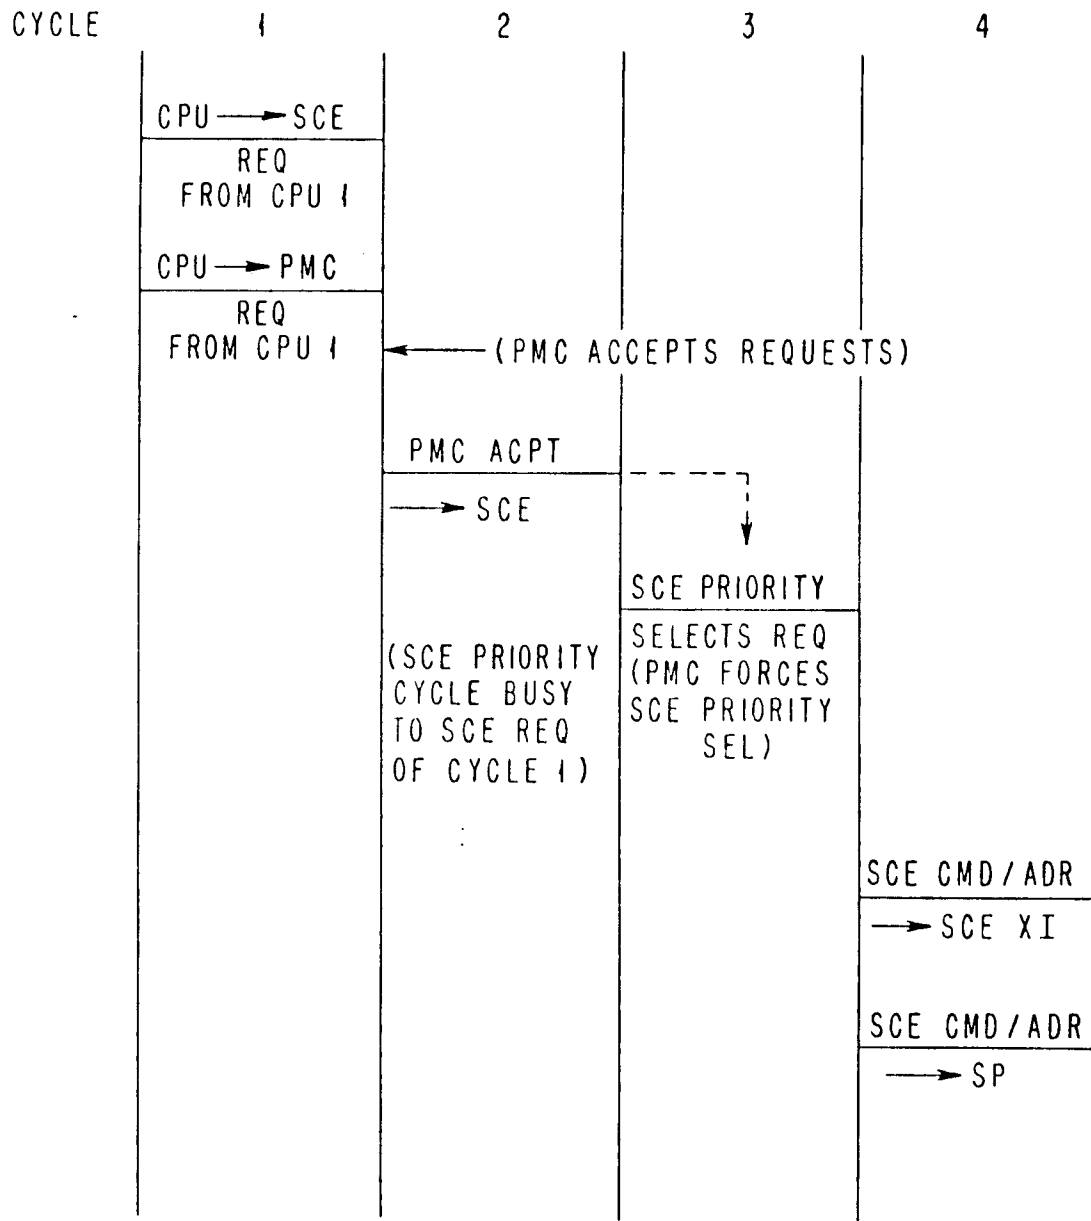 CYCLE 1 2 3 4
CPU → SCE
REQ
FROM CPU 1
CPU → PMC
REQ
FROM CPU 1
← (PMC ACCEPTS REQUESTS)
PMC ACPT
→ SCE
SCE PRIORITY
SELECTS REQ
(PMC FORCES
SCE PRIORITY
SEL)
(SCE PRIORITY
CYCLE BUSY
TO SCE REQ
OF CYCLE 1)
SCE CMD/ADR
→ SCE XI
SCE CMD/ADR
→ SP